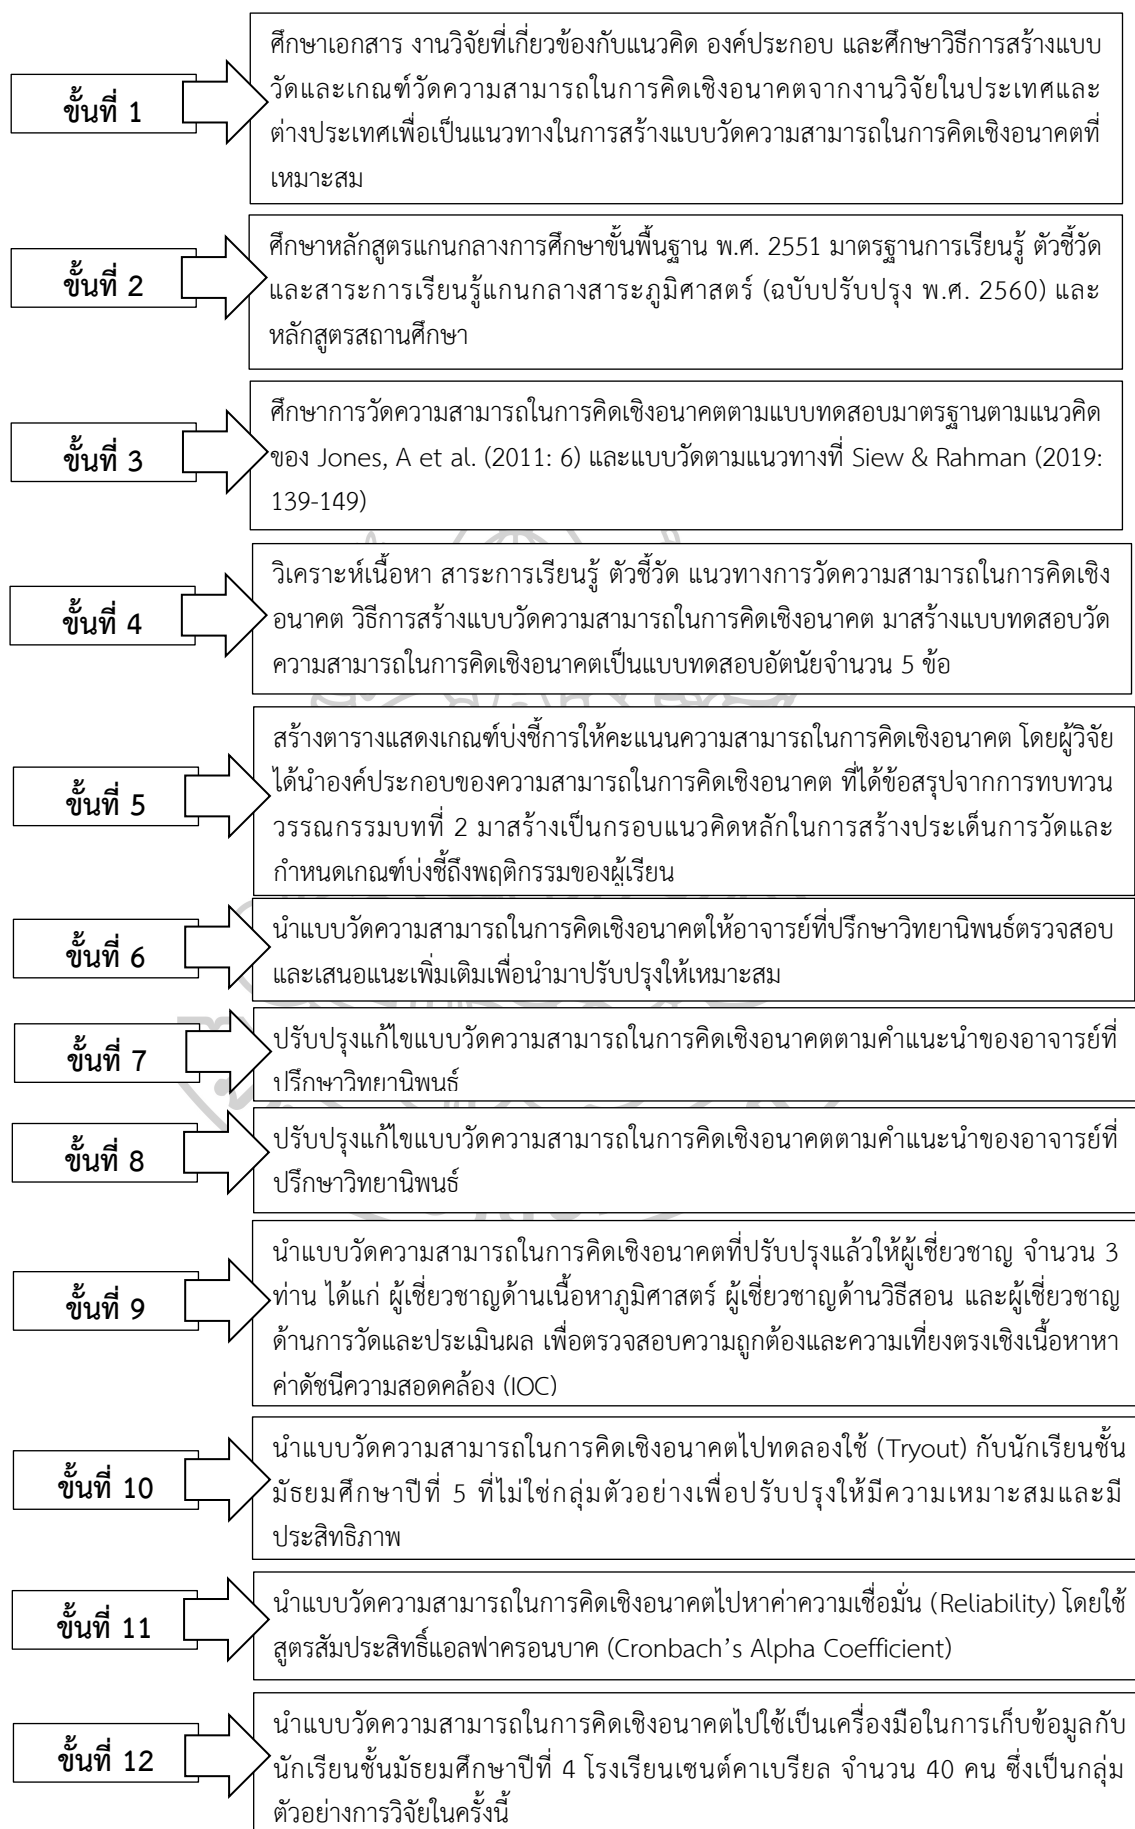 ขั้นที่ 1
ศึกษาเอกสาร งานวิจัยที่เกี่ยวข้องกับแนวคิด องค์ประกอบ และศึกษาวิธีการสร้างแบบ
วัดและเกณฑ์วัดความสามารถในการคิดเชิงอนาคตจากงานวิจัยในประเทศและ
ต่างประเทศเพื่อเป็นแนวทางในการสร้างแบบวัดความสามารถในการคิดเชิงอนาคตที่
เหมาะสม
ขั้นที่ 2
ศึกษาหลักสูตรแกนกลางการศึกษาขั้นพื้นฐาน พ.ศ. 2551 มาตรฐานการเรียนรู้ ตัวชี้วัด
และสาระการเรียนรู้แกนกลางสาระภูมิศาสตร์ (ฉบับปรับปรุง พ.ศ. 2560) และ
หลักสูตรสถานศึกษา
ขั้นที่ 3
ศึกษาการวัดความสามารถในการคิดเชิงอนาคตตามแบบทดสอบมาตรฐานตามแนวคิด
ของ Jones, A et al. (2011: 6) และแบบวัดตามแนวทางที่ Siew & Rahman (2019:
139-149)
ขั้นที่ 4
วิเคราะห์เนื้อหา สาระการเรียนรู้ ตัวชี้วัด แนวทางการวัดความสามารถในการคิดเชิง
อนาคต วิธีการสร้างแบบวัดความสามารถในการคิดเชิงอนาคต มาสร้างแบบทดสอบวัด
ความสามารถในการคิดเชิงอนาคตเป็นแบบทดสอบอัตนัยจำนวน 5 ข้อ
ขั้นที่ 5
สร้างตารางแสดงเกณฑ์บ่งชี้การให้คะแนนความสามารถในการคิดเชิงอนาคต โดยผู้วิจัย
ได้นำองค์ประกอบของความสามารถในการคิดเชิงอนาคต ที่ได้ข้อสรุปจากการทบทวน
วรรณกรรมบทที่ 2 มาสร้างเป็นกรอบแนวคิดหลักในการสร้างประเด็นการวัดและ
กำหนดเกณฑ์บ่งชี้ถึงพฤติกรรมของผู้เรียน
ขั้นที่ 6
นำแบบวัดความสามารถในการคิดเชิงอนาคตให้อาจารย์ที่ปรึกษาวิทยานิพนธ์ตรวจสอบ
และเสนอแนะเพิ่มเติมเพื่อนำมาปรับปรุงให้เหมาะสม
ขั้นที่ 7
ปรับปรุงแก้ไขแบบวัดความสามารถในการคิดเชิงอนาคตตามคำแนะนำของอาจารย์ที่
ปรึกษาวิทยานิพนธ์
ขั้นที่ 8
ปรับปรุงแก้ไขแบบวัดความสามารถในการคิดเชิงอนาคตตามคำแนะนำของอาจารย์ที่
ปรึกษาวิทยานิพนธ์
ขั้นที่ 9
นำแบบวัดความสามารถในการคิดเชิงอนาคตที่ปรับปรุงแล้วให้ผู้เชี่ยวชาญ จำนวน 3
ท่าน ได้แก่ ผู้เชี่ยวชาญด้านเนื้อหาภูมิศาสตร์ ผู้เชี่ยวชาญด้านวิธีสอน และผู้เชี่ยวชาญ
ด้านการวัดและประเมินผล เพื่อตรวจสอบความถูกต้องและความเที่ยงตรงเชิงเนื้อหาหา
ค่าดัชนีความสอดคล้อง (IOC)
ขั้นที่ 10
นำแบบวัดความสามารถในการคิดเชิงอนาคตไปทดลองใช้ (Tryout) กับนักเรียนชั้น
มัธยมศึกษาปีที่ 5 ที่ไม่ใช่กลุ่มตัวอย่างเพื่อปรับปรุงให้มีความเหมาะสมและมี
ประสิทธิภาพ
ขั้นที่ 11
นำแบบวัดความสามารถในการคิดเชิงอนาคตไปหาค่าความเชื่อมั่น (Reliability) โดยใช้
สูตรสัมประสิทธิ์แอลฟาครอนบาค (Cronbach's Alpha Coefficient)
ขั้นที่ 12
นำแบบวัดความสามารถในการคิดเชิงอนาคตไปใช้เป็นเครื่องมือในการเก็บข้อมูลกับ
นักเรียนชั้นมัธยมศึกษาปีที่ 4 โรงเรียนเซนต์คาเบรียล จำนวน 40 คน ซึ่งเป็นกลุ่ม
ตัวอย่างการวิจัยในครั้งนี้